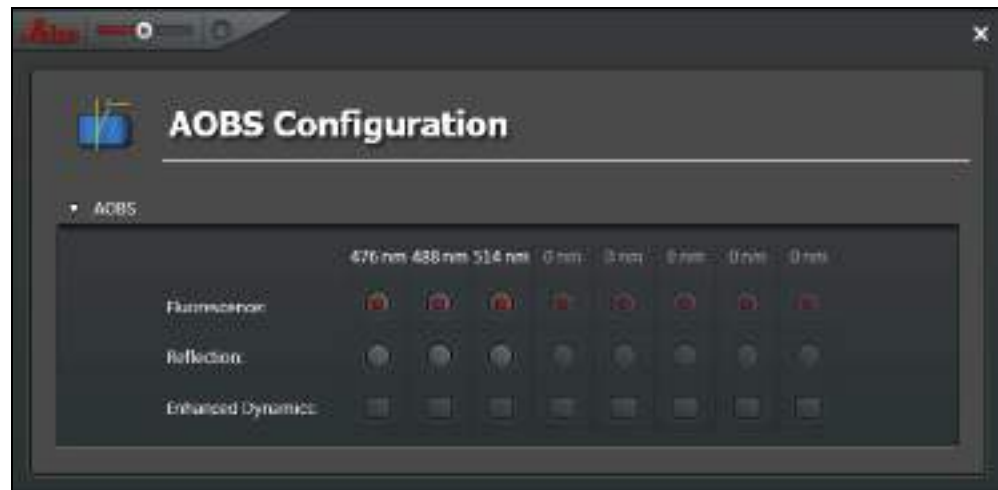 AOBS Configuration
AOBS
476 nm 488 nm 514 nm 0 nm 0 nm 0 nm 0 nm 0 nm
Fluorescence:
Reflection:
Enhanced Dynamics: